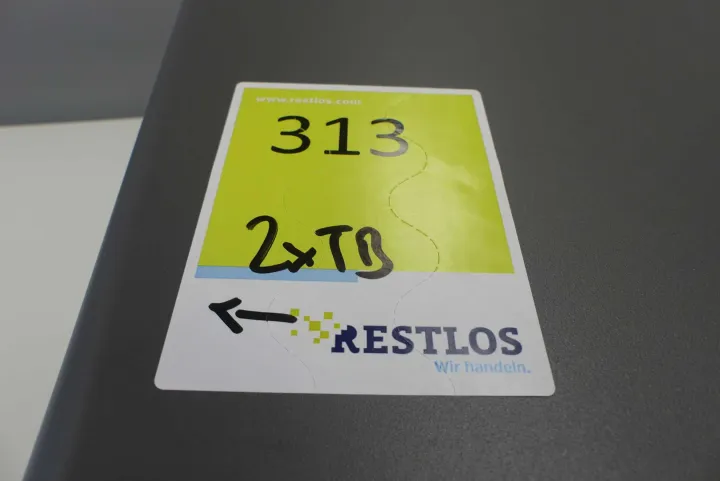 www.restlos.com
313
2xTB
←
RESTLOS
Wir handeln.